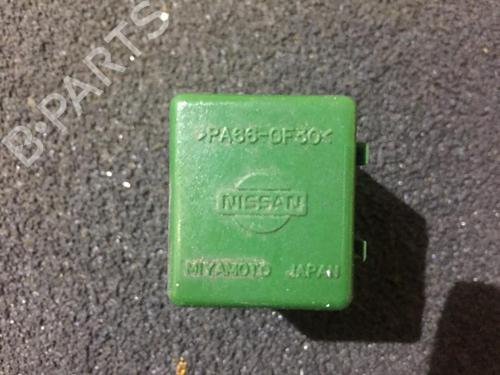 B-PARTS
>PA66-GF30<
NISSAN
MIYAMOTO JAPAN